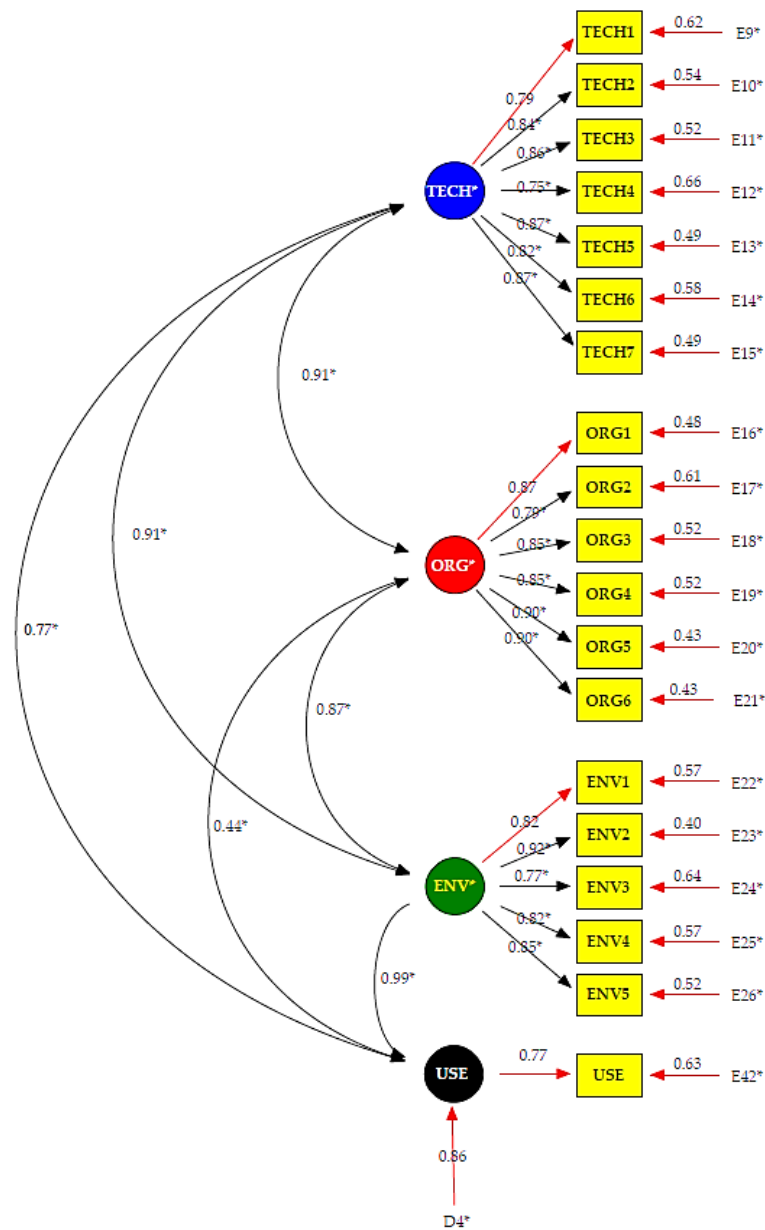 TECH1
0.62
E9*
TECH2
0.54
E10*
TECH3
0.52
E11*
TECH4
0.66
E12*
TECH5
0.49
E13*
TECH6
0.58
E14*
TECH7
0.49
E15*
0.79
0.84*
0.86*
0.75*
0.87*
0.82*
0.87*
TECH*
0.91*
ORG1
0.48
E16*
ORG2
0.61
E17*
ORG3
0.52
E18*
ORG4
0.52
E19*
ORG5
0.43
E20*
ORG6
0.43
E21*
0.87
0.79*
0.85*
0.85*
0.90*
0.90*
ORG*
0.91*
0.77*
0.87*
0.44*
ENV1
0.57
E22*
ENV2
0.40
E23*
ENV3
0.64
E24*
ENV4
0.57
E25*
ENV5
0.52
E26*
0.82
0.92*
0.77*
0.82*
0.85*
ENV*
0.99*
USE
0.77
USE
0.63
E42*
0.86
D4*